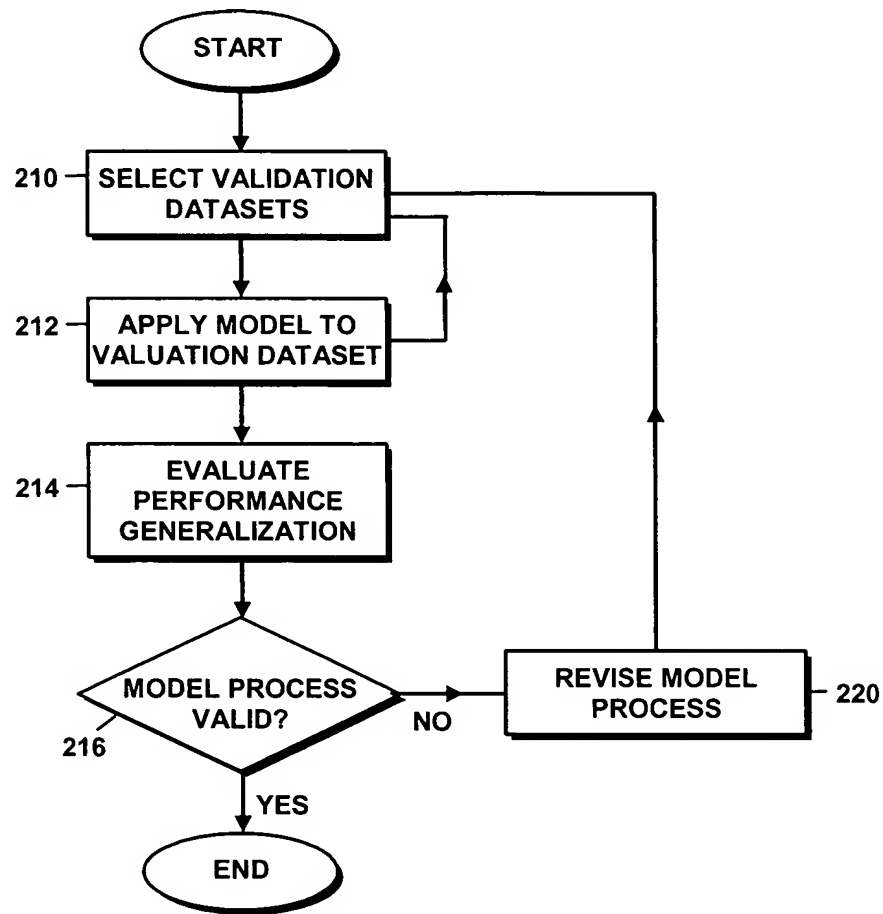 START
210
SELECT VALIDATION
DATASETS
212
APPLY MODEL TO
VALUATION DATASET
214
EVALUATE
PERFORMANCE
GENERALIZATION
MODEL PROCESS
VALID?
216
NO
REVISE MODEL
PROCESS
220
YES
END